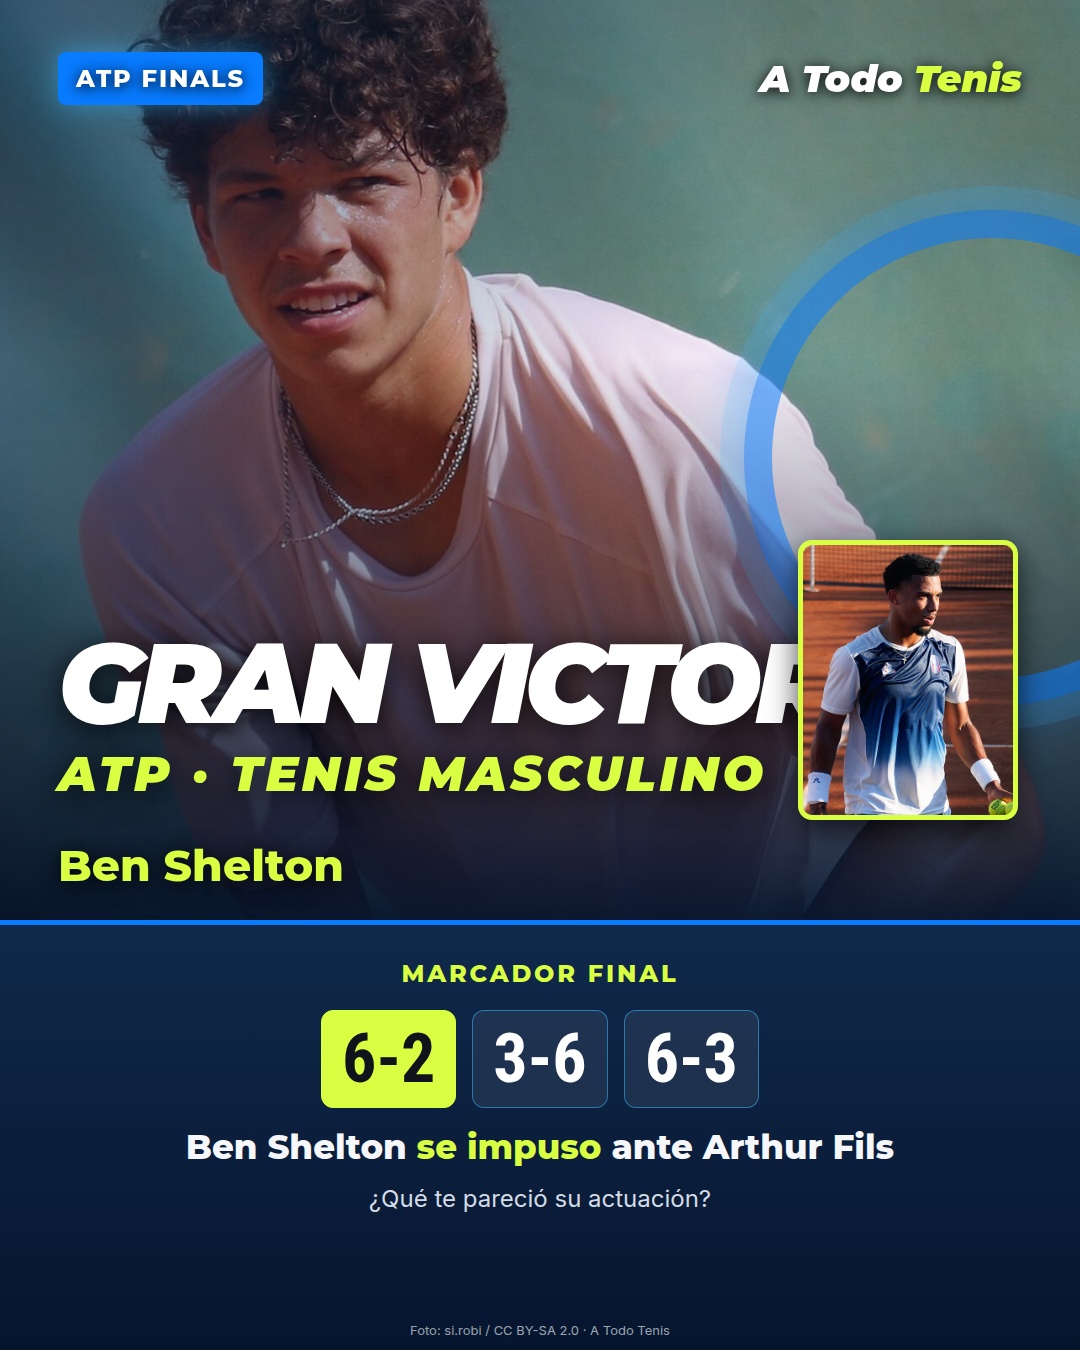 ATP FINALS
A Todo Tenis
GRAN VICTOR
ATP · TENIS MASCULINO
Ben Shelton
MARCADOR FINAL
6-2 3-6 6-3
Ben Shelton se impuso ante Arthur Fils
¿Qué te pareció su actuación?
Foto: si.robi / CC BY-SA 2.0 · A Todo Tenis